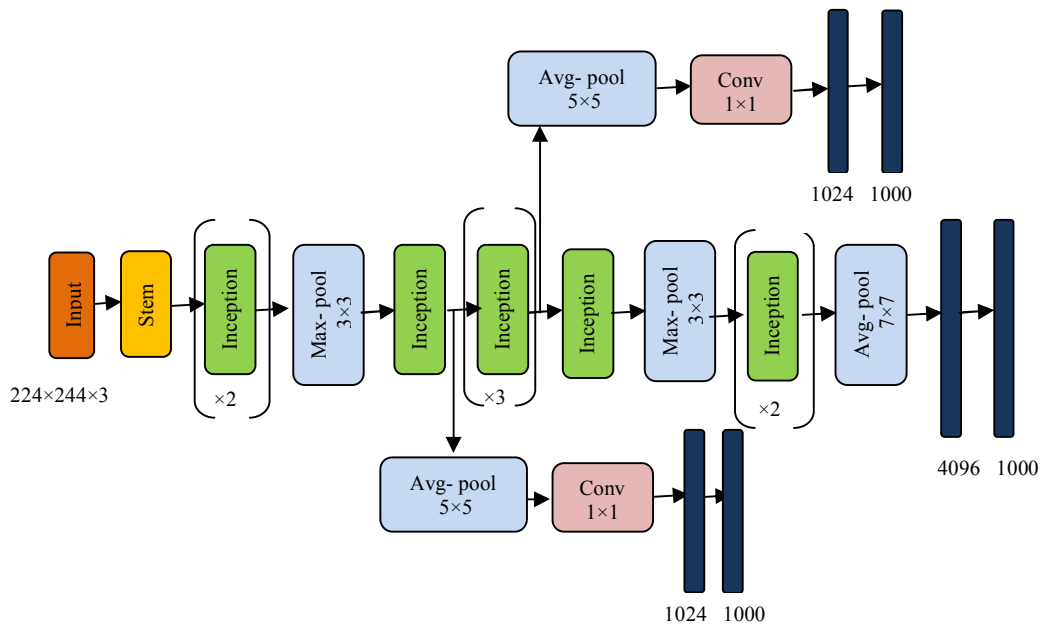 Avg- pool
5×5
Conv
1×1
1024
1000
Input
Stem
Inception
×2
Max- pool
3×3
Inception
Inception
×3
Inception
Max- pool
3×3
Inception
×2
Avg- pool
7×7
224×244×3
4096
1000
Avg- pool
5×5
Conv
1×1
1024
1000